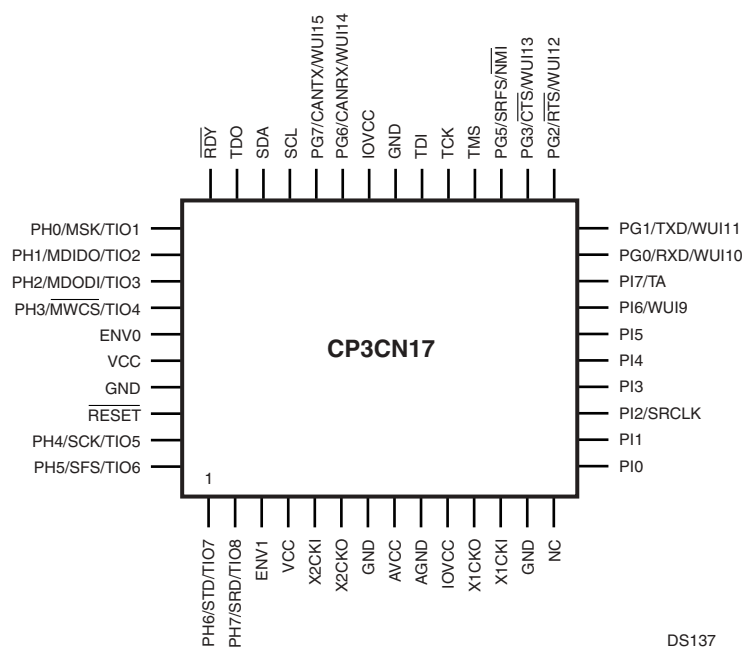 RDY
TDO
SDA
SCL
PG7/CANTX/WUI15
PG6/CANRX/WUI14
IOVCC
GND
TDI
TCK
TMS
PG5/SRFS/NMI
PG3/CTS/WUI13
PG2/RTS/WUI12
PH0/MSK/TIO1
PH1/MDIDO/TIO2
PH2/MDODI/TIO3
PH3/MWCS/TIO4
ENV0
VCC
GND
RESET
PH4/SCK/TIO5
PH5/SFS/TIO6
CP3CN17
1
PG1/TXD/WUI11
PG0/RXD/WUI10
PI7/TA
PI6/WUI9
PI5
PI4
PI3
PI2/SRCLK
PI1
PI0
PH6/STD/TIO7
PH7/SRD/TIO8
ENV1
VCC
X2CKI
X2CKO
GND
AVCC
AGND
IOVCC
X1CKO
X1CKI
GND
NC
DS137